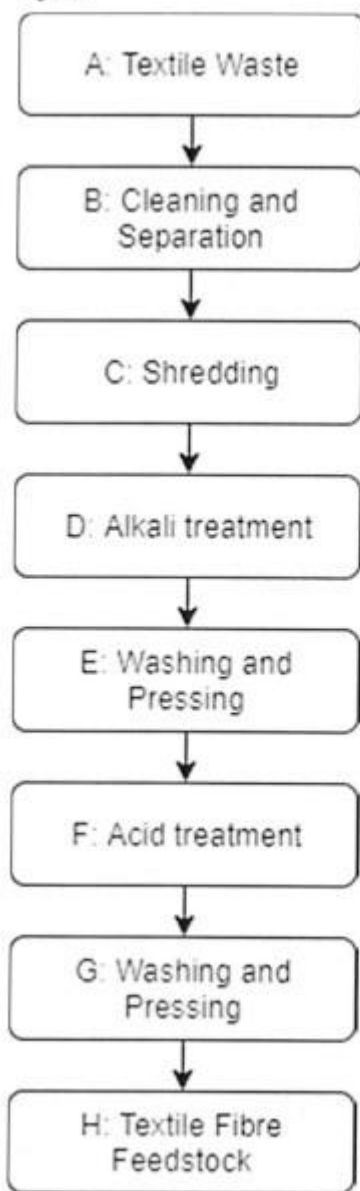 A: Textile Waste
B: Cleaning and
Separation
C: Shredding
D: Alkali treatment
E: Washing and
Pressing
F: Acid treatment
G: Washing and
Pressing
H: Textile Fibre
Feedstock